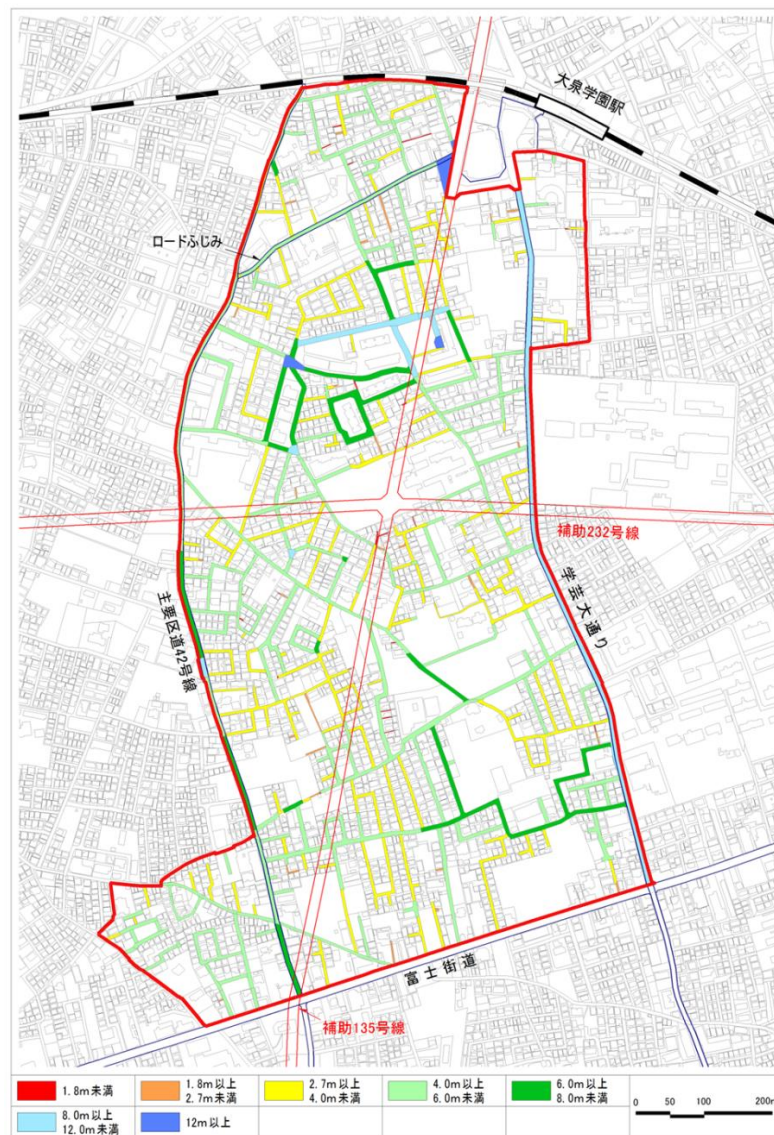 大泉学園駅
ロードふじみ
補助232号線
学芸大通り
主要区道42号線
富士街道
補助135号線
1.8m未満
1.8m以上
2.7m未満
2.7m以上
4.0m未満
4.0m以上
6.0m未満
6.0m以上
8.0m未満
8.0m以上
12.0m未満
12m以上
0 50 100 200m